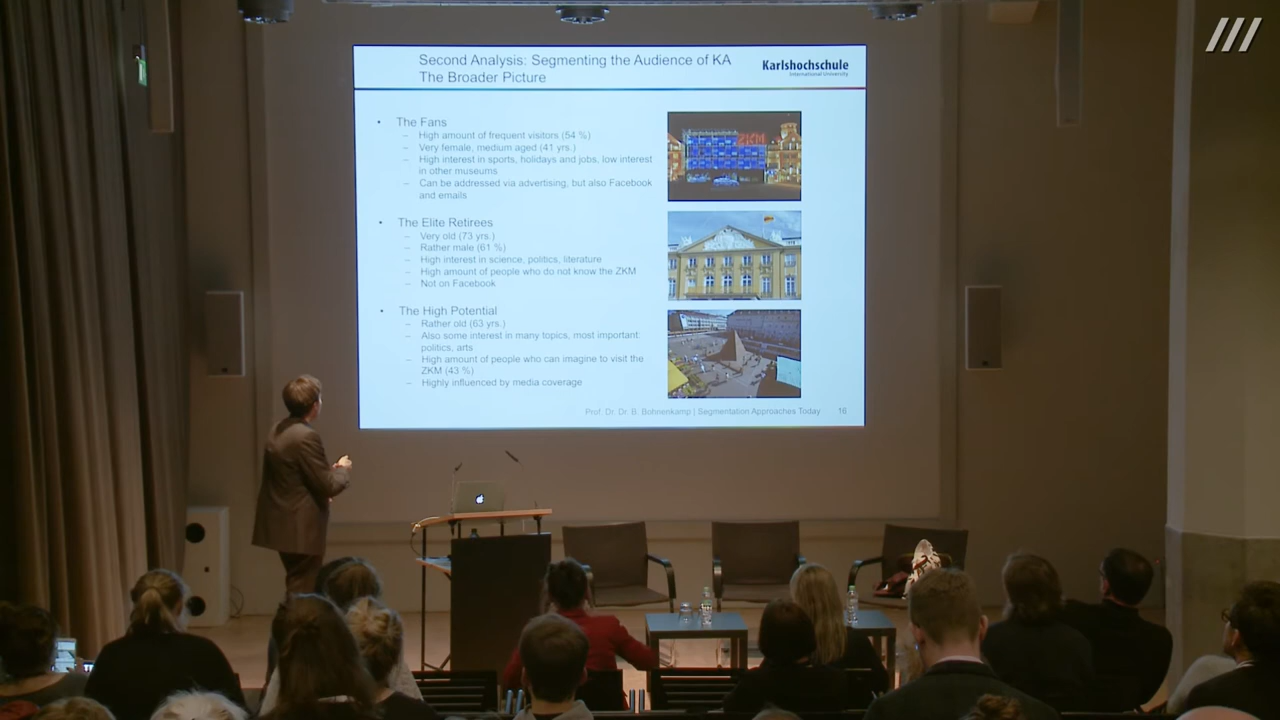 Second Analysis: Segmenting the Audience of KA
The Broader Picture
Karlshochschule
International University
• The Fans
– High amount of frequent visitors (54 %)
– Very female, medium aged (41 yrs.)
– High interest in sports, holidays and jobs, low interest
in other museums
– Can be addressed via advertising, but also Facebook
and emails
• The Elite Retirees
– Very old (73 yrs.)
– Rather male (61 %)
– High interest in science, politics, literature
– High amount of people who do not know the ZKM
– Not on Facebook
• The High Potential
– Rather old (63 yrs.)
– Also some interest in many topics, most important:
politics, arts
– High amount of people who can imagine to visit the
ZKM (43 %)
– Highly influenced by media coverage
ZKM
Prof. Dr. Dr. B. Bohnenkamp | Segmentation Approaches Today 16